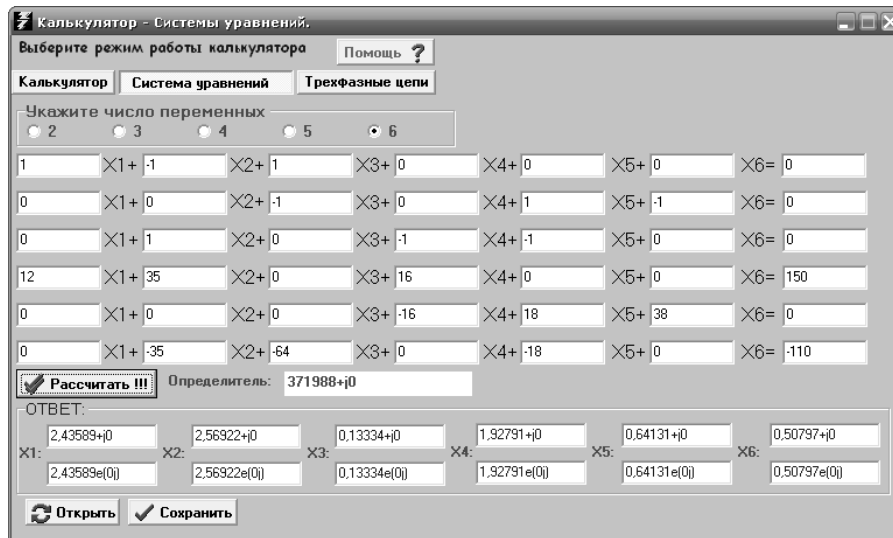 Калькулятор - Системы уравнений.
Выберите режим работы калькулятора Помощь ?
Калькулятор Система уравнений Трехфазные цепи
Укажите число переменных
2 3 4 5 6
1 X1+ -1 X2+ 1 X3+ 0 X4+ 0 X5+ 0 X6= 0
0 X1+ 0 X2+ -1 X3+ 0 X4+ 1 X5+ -1 X6= 0
0 X1+ 1 X2+ 0 X3+ -1 X4+ -1 X5+ 0 X6= 0
12 X1+ 35 X2+ 0 X3+ 16 X4+ 0 X5+ 0 X6= 150
0 X1+ 0 X2+ 0 X3+ -16 X4+ 18 X5+ 38 X6= 0
0 X1+ -35 X2+ -64 X3+ 0 X4+ -18 X5+ 0 X6= -110
Рассчитать !!! Определитель: 371988+j0
ОТВЕТ:
2,43589+j0 2,56922+j0 0,13334+j0 1,92791+j0 0,64131+j0 0,50797+j0
X1: X2: X3: X4: X5: X6:
2,43589e(0j) 2,56922e(0j) 0,13334e(0j) 1,92791e(0j) 0,64131e(0j) 0,50797e(0j)
Открыть Сохранить